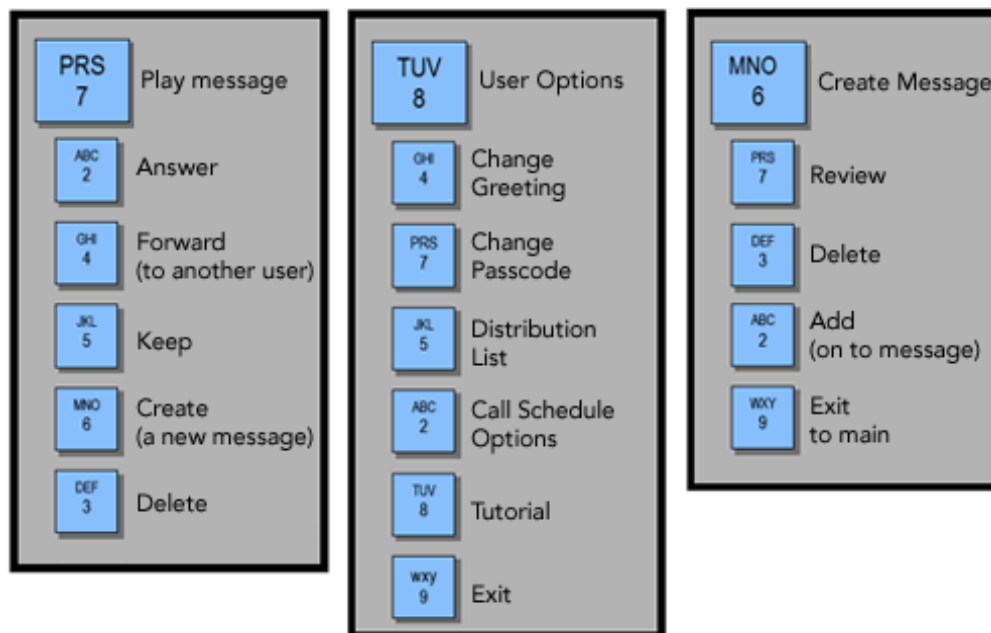 PRS
7
Play message
ABC
2
Answer
GHI
4
Forward
(to another user)
JKL
5
Keep
MNO
6
Create
(a new message)
DEF
3
Delete
TUV
8
User Options
GHI
4
Change
Greeting
PRS
7
Change
Passcode
JKL
5
Distribution
List
ABC
2
Call Schedule
Options
TUV
8
Tutorial
wxy
9
Exit
MNO
6
Create Message
PRS
7
Review
DEF
3
Delete
ABC
2
Add
(on to message)
WXY
9
Exit
to main